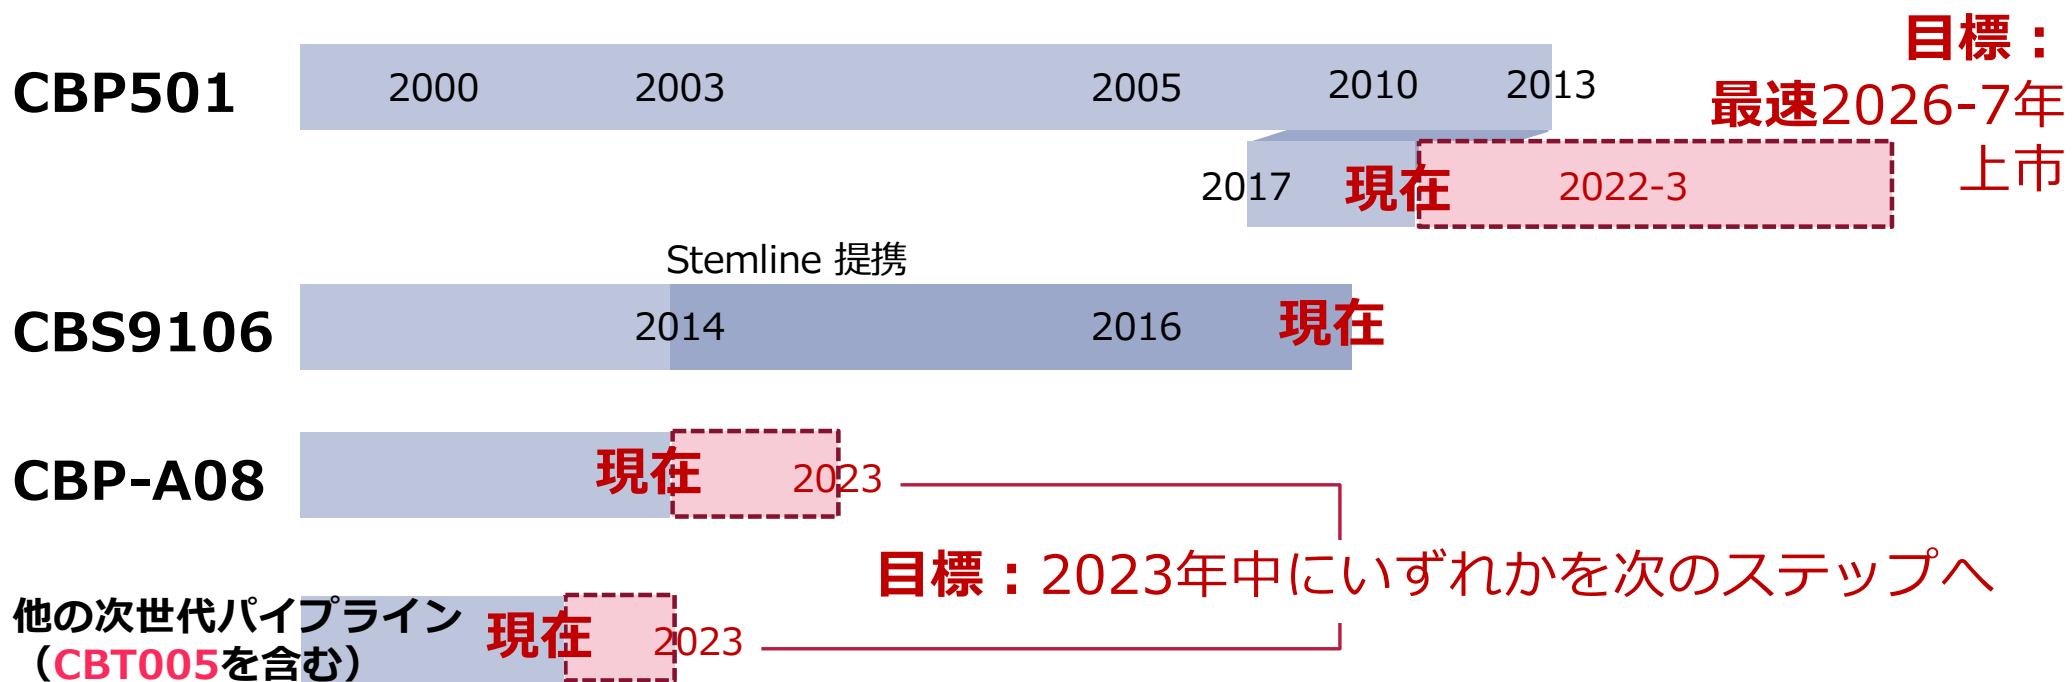 目標：
CBP501 2000 2003 2005 2010 2013
最速2026-7年
上市
2017 現在 2022-3
Stemline 提携
CBS9106 2014 2016 現在
CBP-A08 現在 2023
目標：2023年中にいずれかを次のステップへ
他の次世代パイプライン
（CBT005を含む） 現在 2023